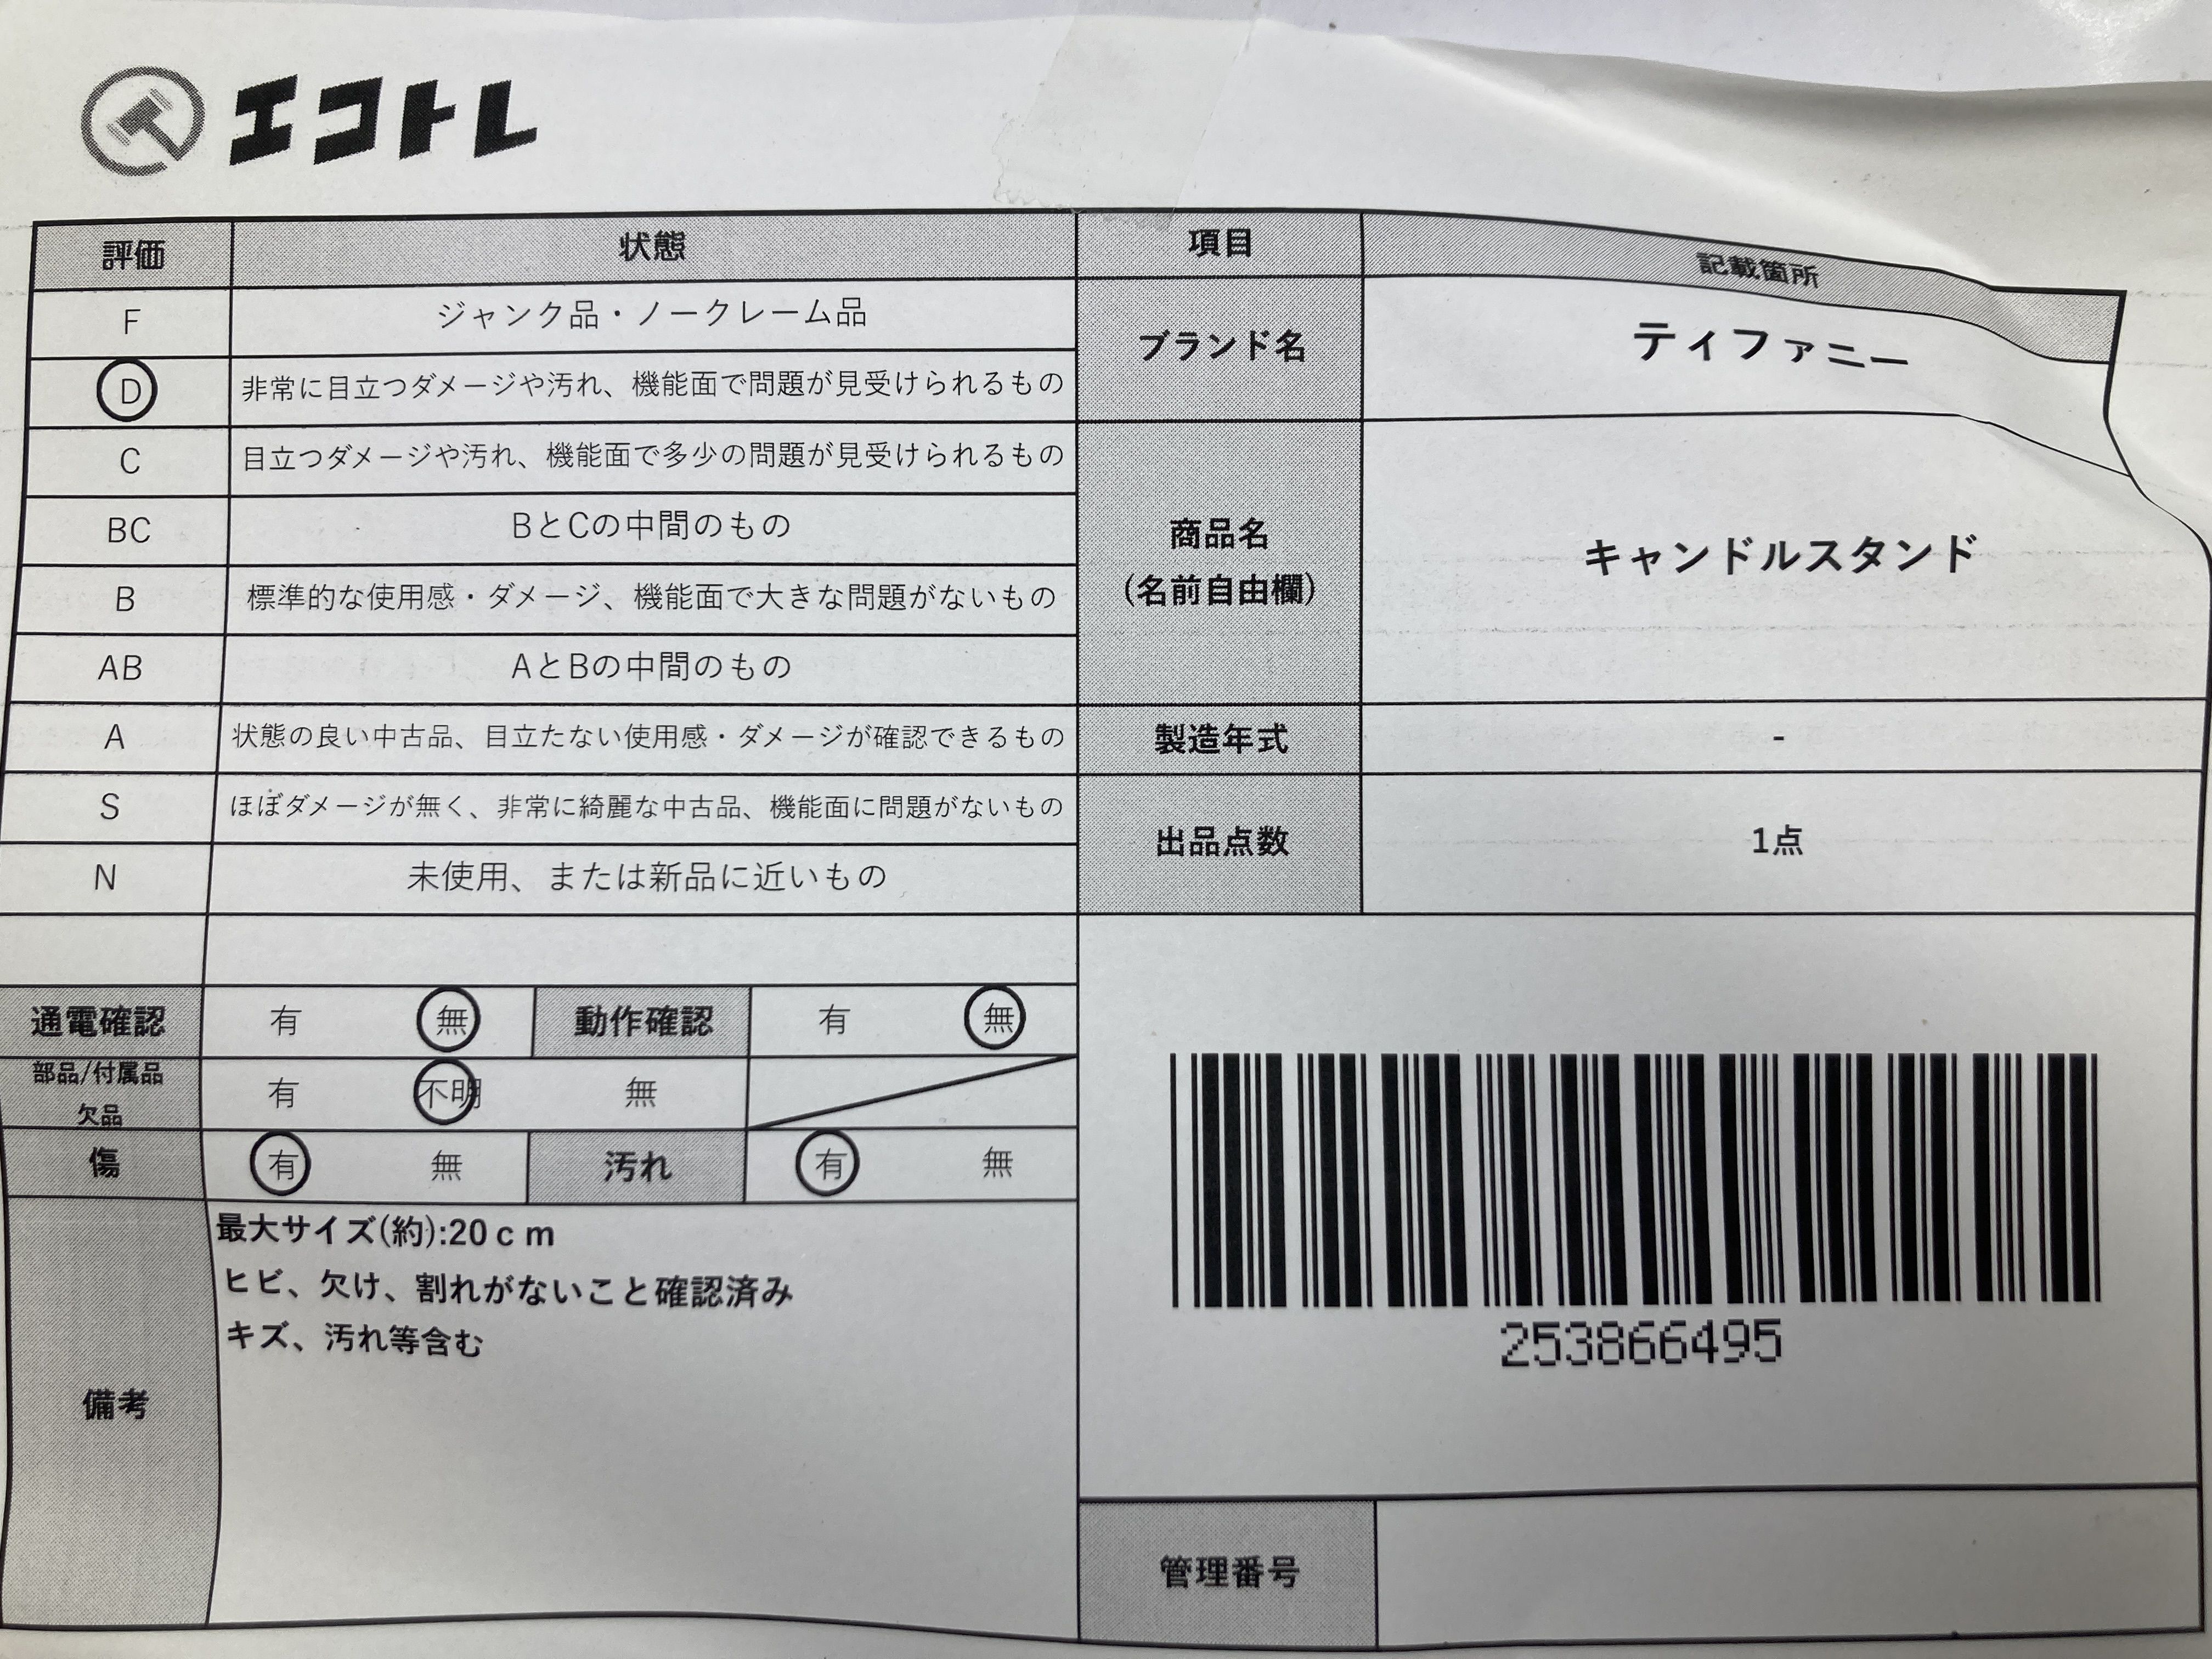 エコトレ
評価 状態
F ジャンク品・ノークレーム品
D 非常に目立つダメージや汚れ、機能面で問題が見受けられるもの
C 目立つダメージや汚れ、機能面で多少の問題が見受けられるもの
BC BとCの中間のもの
B 標準的な使用感・ダメージ、機能面で大きな問題がないもの
AB AとBの中間のもの
A 状態の良い中古品、目立たない使用感・ダメージが確認できるもの
S ほぼダメージが無く、非常に綺麗な中古品、機能面に問題がないもの
N 未使用、または新品に近いもの
通電確認 有 無 動作確認 有 無
部品/付属品
欠品
有 不明 無
傷 有 無 汚れ 有 無
備考
最大サイズ(約):20ｃｍ
ヒビ、欠け、割れがないこと確認済み
キズ、汚れ等含む
項目 記載箇所
ブランド名 ティファニー
商品名
(名前自由欄)
キャンドルスタンド
製造年式 -
出品点数 1点
253866495
管理番号